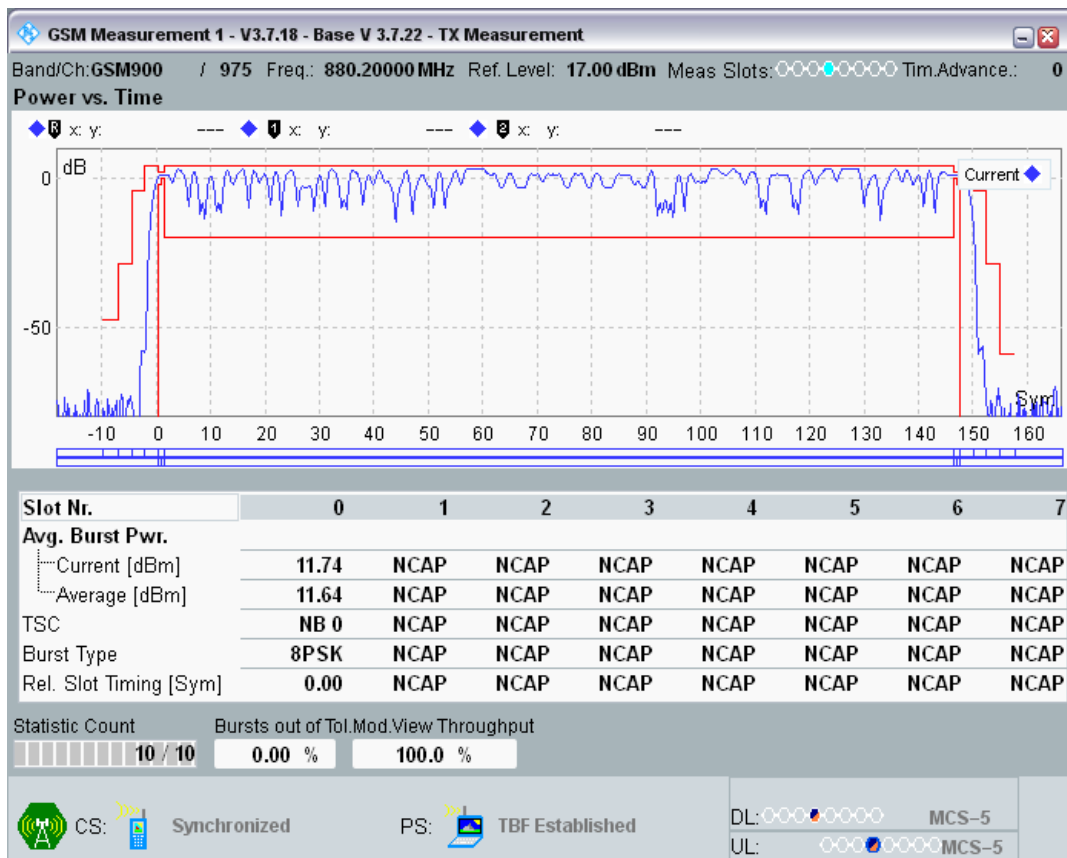 GSM Measurement 1 - V3.7.18 - Base V 3.7.22 - TX Measurement
Band/Ch:GSM900 / 975 Freq.: 880.20000 MHz Ref. Level: 17.00 dBm Meas Slots: Tim.Advance.: 0
Power vs. Time
R x: y: --- 1 x: y: --- 2 x: y: ---
dB
Current
0
-50
Sym
-10 0 10 20 30 40 50 60 70 80 90 100 110 120 130 140 150 160
Slot Nr. 0 1 2 3 4 5 6 7
Avg. Burst Pwr.
Current [dBm] 11.74 NCAP NCAP NCAP NCAP NCAP NCAP NCAP
Average [dBm] 11.64 NCAP NCAP NCAP NCAP NCAP NCAP NCAP
TSC NB 0 NCAP NCAP NCAP NCAP NCAP NCAP NCAP
Burst Type 8PSK NCAP NCAP NCAP NCAP NCAP NCAP NCAP
Rel. Slot Timing [Sym] 0.00 NCAP NCAP NCAP NCAP NCAP NCAP NCAP
Statistic Count Bursts out of Tol.Mod.View Throughput
10 / 10 0.00 % 100.0 %
CS: Synchronized PS: TBF Established
DL: MCS-5
UL: MCS-5